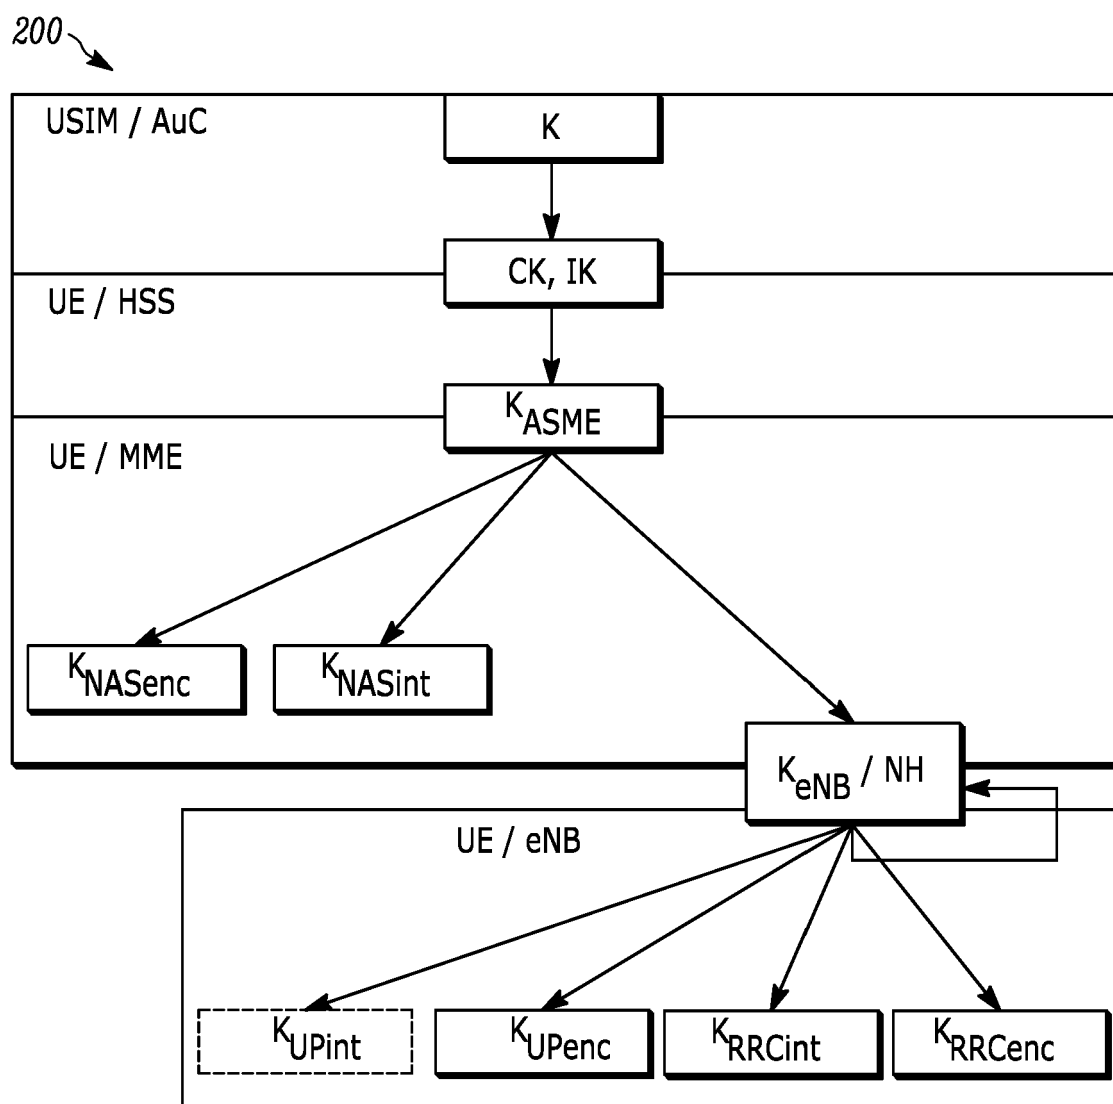 200
USIM / AuC
K
CK, IK
UE / HSS
KASME
UE / MME
KNASenc
KNASint
KeNB / NH
UE / eNB
KUPint
KUPenc
KRRCint
KRRCenc